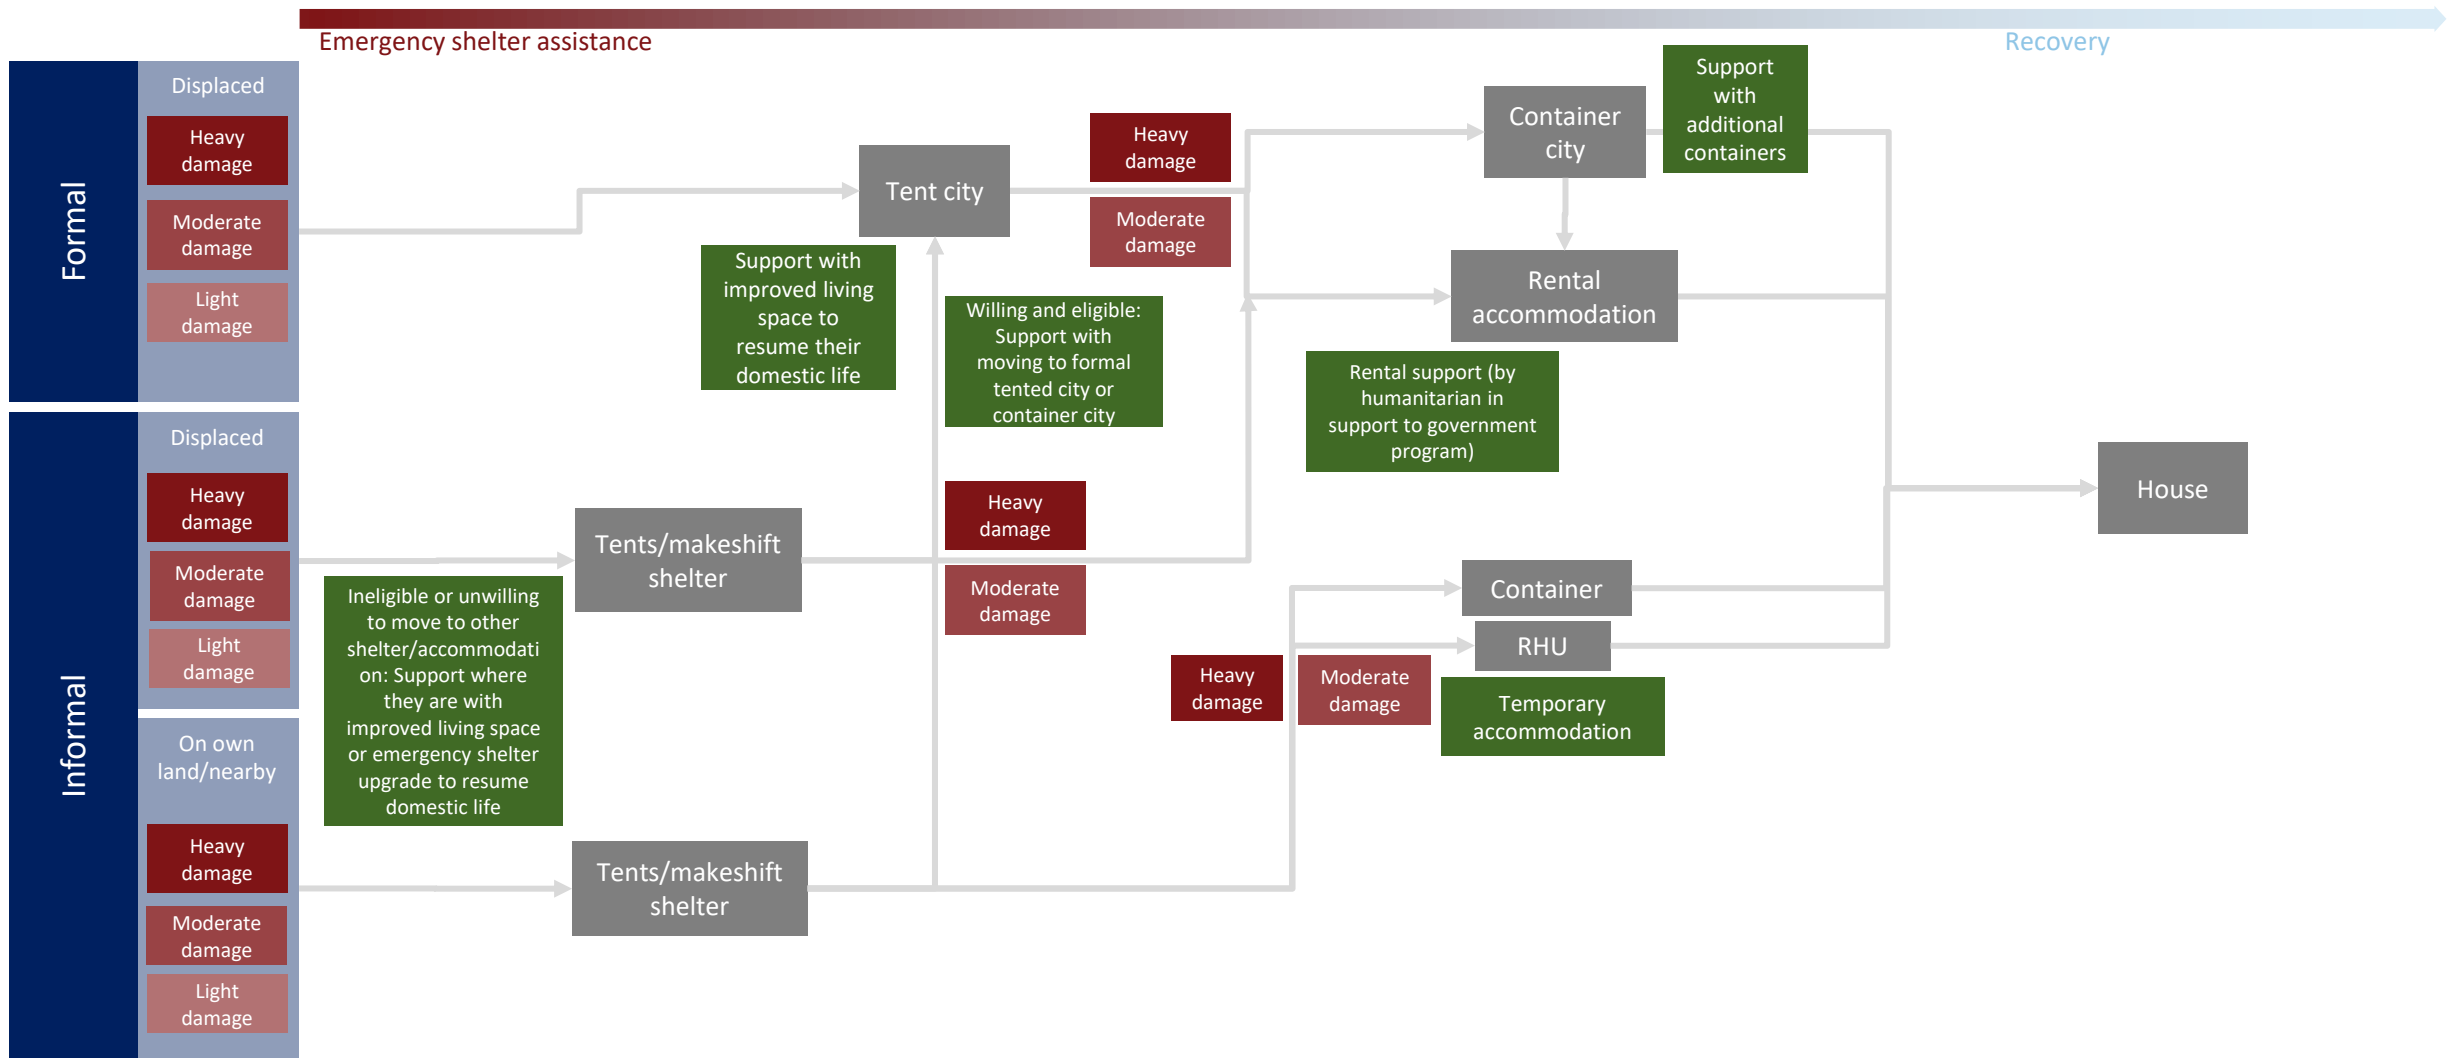 Emergency shelter assistance
Recovery
Formal
Displaced
Heavy
damage
Moderate
damage
Light
damage
Tent city
Support with
improved living
space to
resume their
domestic life
Willing and eligible:
Support with
moving to formal
tented city or
container city
Heavy
damage
Moderate
damage
Container
city
Support
with
additional
containers
Rental
accommodation
Rental support (by
humanitarian in
support to government
program)
House
Informal
Displaced
Heavy
damage
Moderate
damage
Light
damage
Ineligible or unwilling
to move to other
shelter/accommodati
on: Support where
they are with
improved living space
or emergency shelter
upgrade to resume
domestic life
Tents/makeshift
shelter
Heavy
damage
Moderate
damage
Container
RHU
Heavy
damage
Moderate
damage
Temporary
accommodation
On own
land/nearby
Heavy
damage
Moderate
damage
Light
damage
Tents/makeshift
shelter